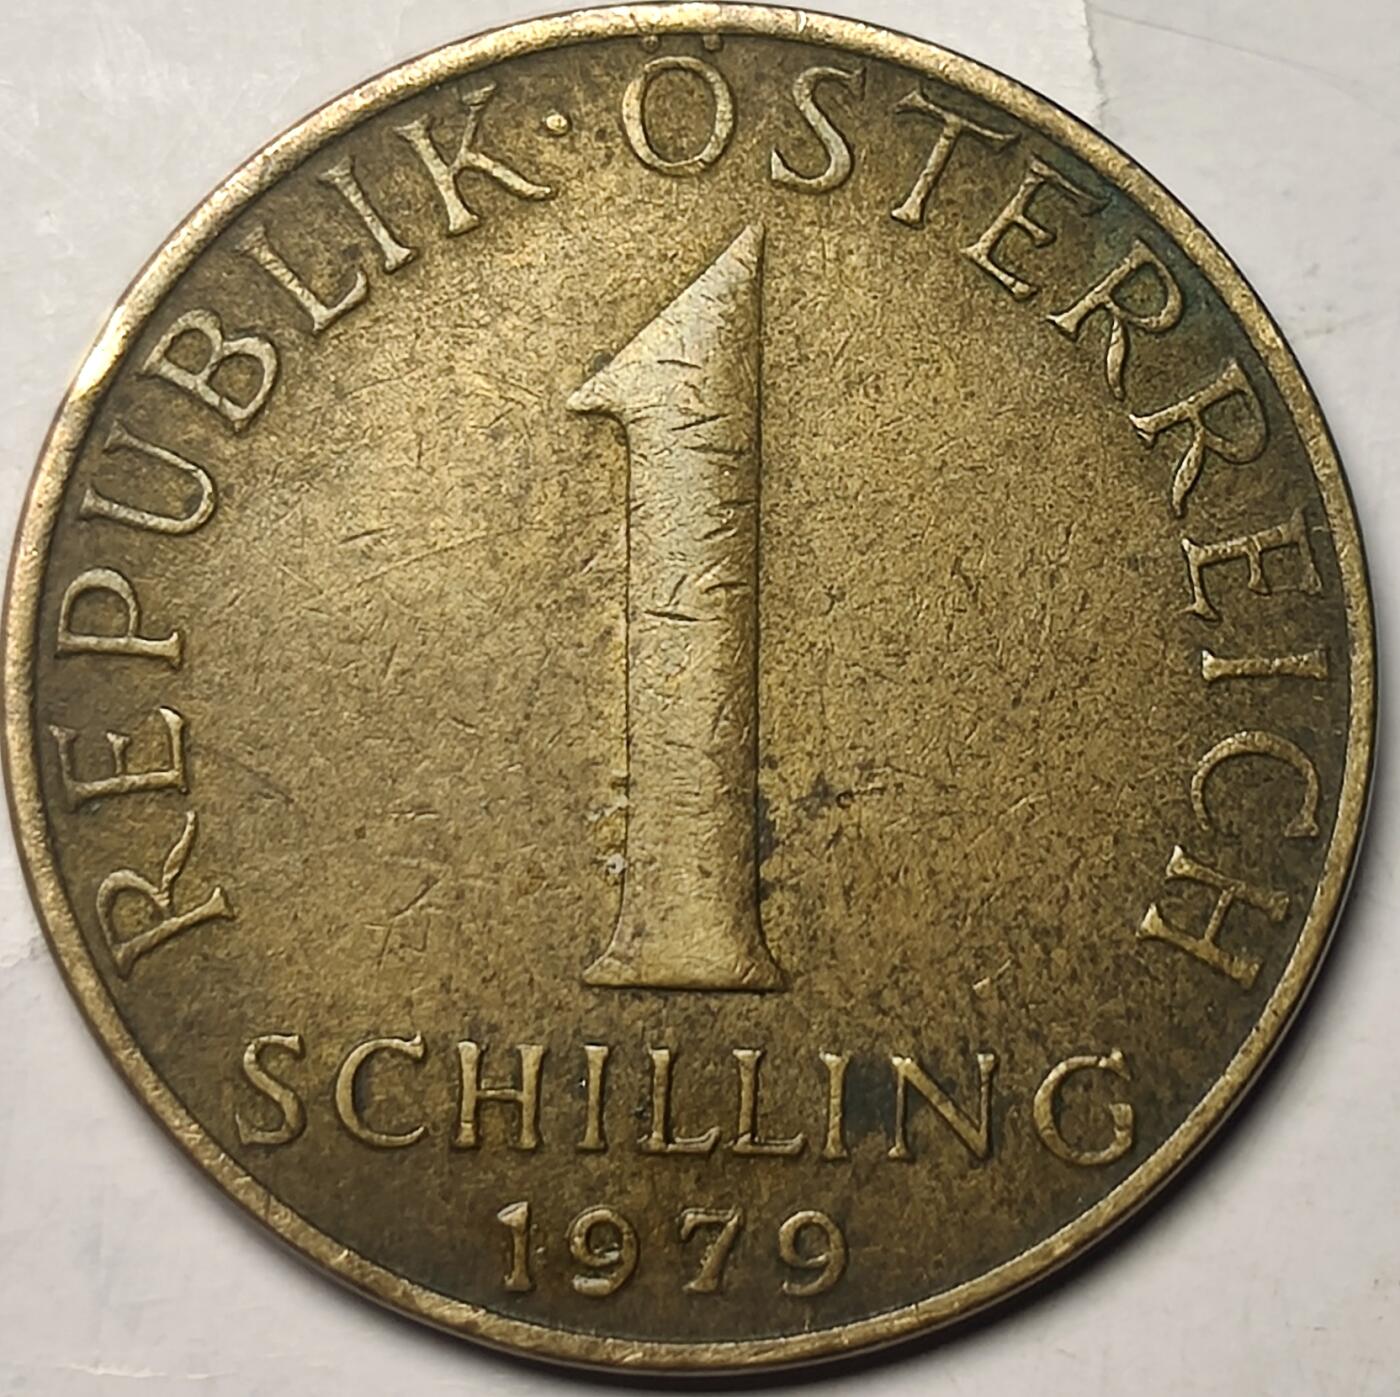 REPUBLIK · ÖSTERREICH
1
SCHILLING
1979